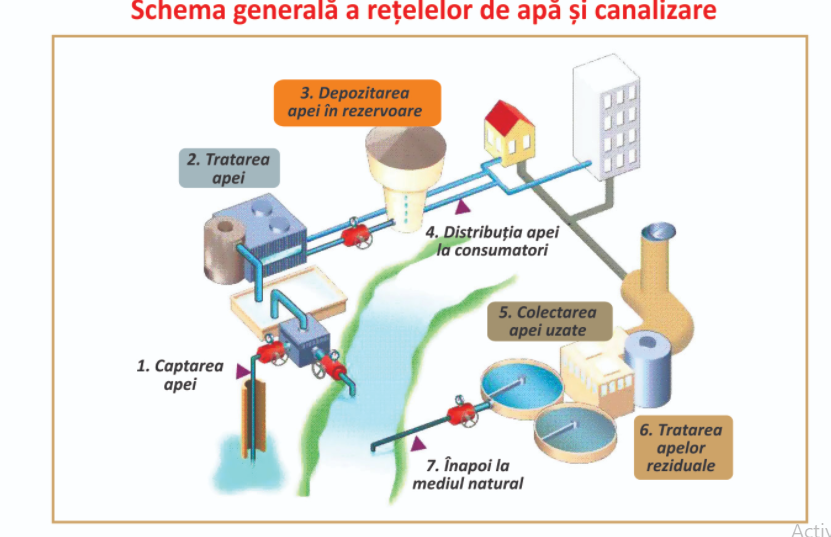 Schema generală a rețelelor de apă și canalizare
3. Depozitarea
apei în rezervoare
2. Tratarea
apei
4. Distribuția apei
la consumatori
5. Colectarea
apei uzate
1. Captarea
apei
6. Tratarea
apelor
reziduale
7. Înapoi la
mediul natural
Activ